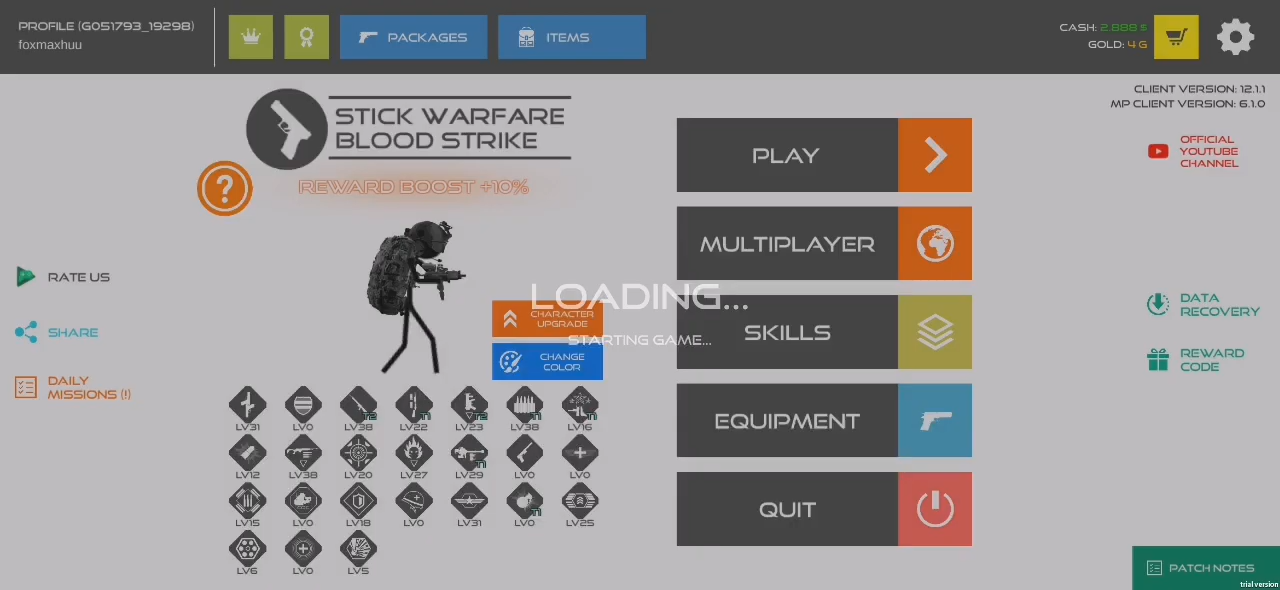 PROFILE (G051793_19298)
foxmaxhuu
PACKAGES
ITEMS
CASH: 2.888 $
GOLD: 4 G
CLIENT VERSION: 12.1.1
MP CLIENT VERSION: 6.1.0
STICK WARFARE
BLOOD STRIKE
REWARD BOOST +10%
PLAY
OFFICIAL
YOUTUBE
CHANNEL
MULTIPLAYER
RATE US
SHARE
DAILY
MISSIONS (!)
LOADING...
STARTING GAME...
CHARACTER
UPGRADE
CHANGE
COLOR
SKILLS
DATA
RECOVERY
REWARD
CODE
EQUIPMENT
QUIT
LV31 LV0 LV38 LV22 LV23 LV38 LV16
LV12 LV38 LV20 LV27 LV29 LV0 LV0
LV15 LV0 LV18 LV0 LV31 LV0 LV25
LV6 LV0 LV5
PATCH NOTES
trial version